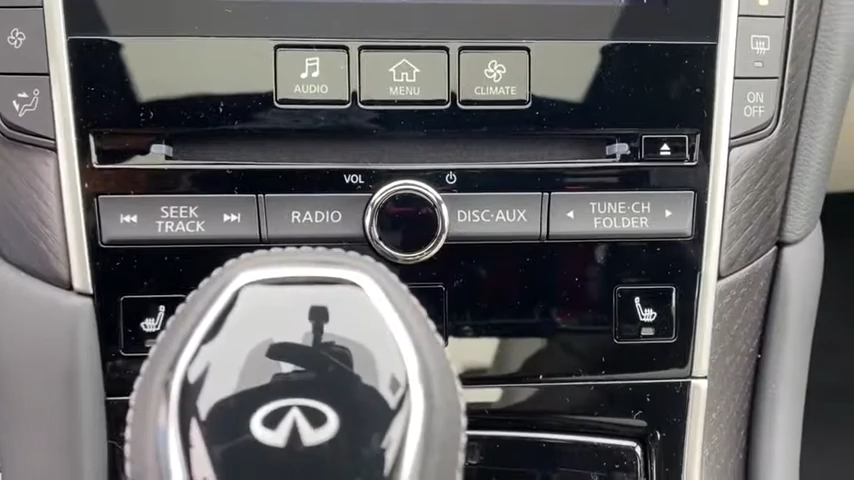 AUDIO
MENU
CLIMATE
ON
OFF
VOL
SEEK
TRACK
RADIO
DISC·AUX
TUNE·CH
FOLDER